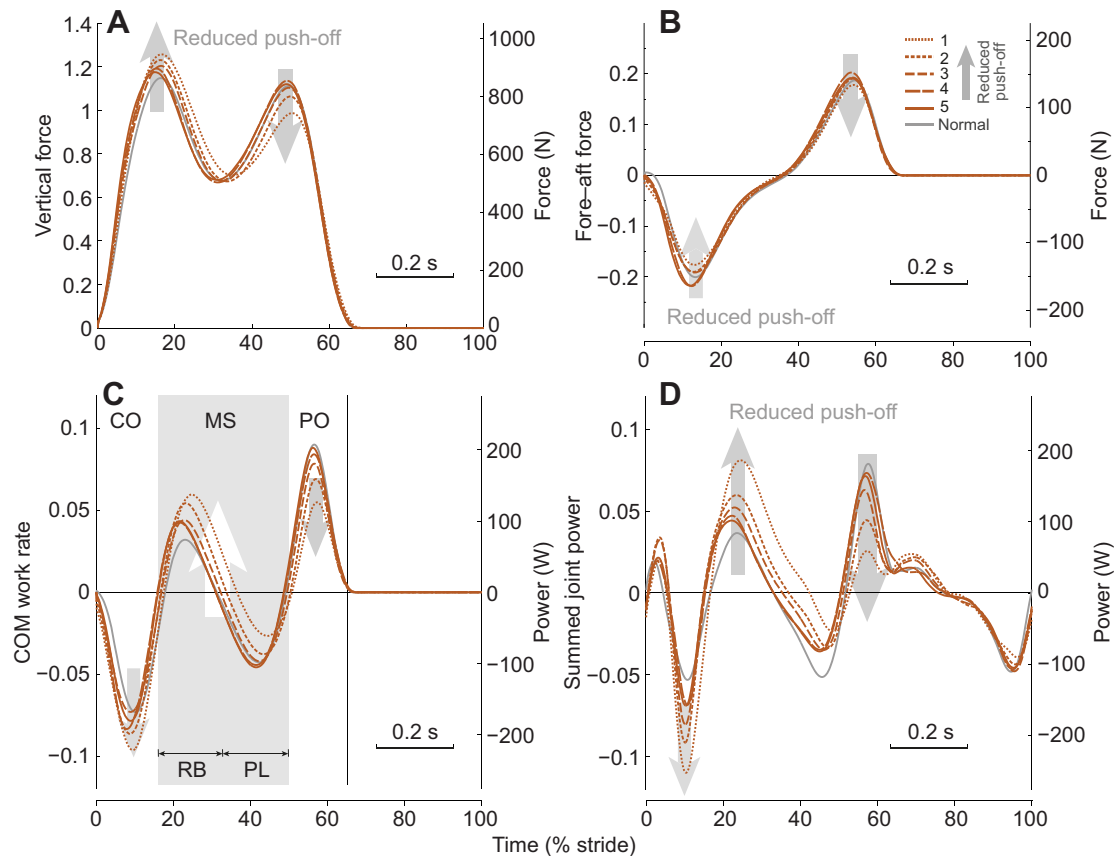 A
Reduced push-off
Vertical force
1.4
1.2
1.0
0.8
0.6
0.4
0.2
0
1000
800
600
400
200
0
Force (N)
0 20 40 60 80 100
0.2 s
B
Fore–aft force
0.2
0.1
0
−0.1
−0.2
200
100
0
−100
−200
Force (N)
1
2
3
4
5
Normal
Reduced
push-off
0.2 s
Reduced push-off
0 20 40 60 80 100
C
CO MS PO
COM work rate
0.1
0.05
0
−0.05
−0.1
200
100
0
−100
−200
Power (W)
RB PL
0.2 s
0 20 40 60 80 100
D
Reduced push-off
Summed joint power
0.1
0.05
0
−0.05
−0.1
200
100
0
−100
−200
Power (W)
0.2 s
0 20 40 60 80 100
Time (% stride)